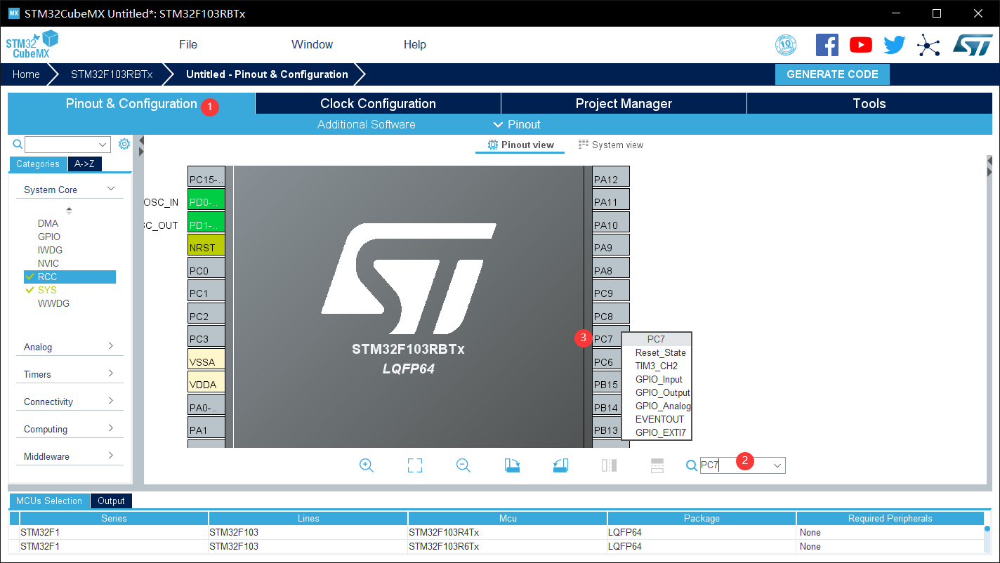 MX STM32CubeMX Untitled*: STM32F103RBTx
STM32 CubeMX
File Window Help
10
ST
Home STM32F103RBTx Untitled - Pinout & Configuration GENERATE CODE
Pinout & Configuration 1 Clock Configuration Project Manager Tools
Additional Software Pinout
Pinout view System view
Categories A->Z
System Core
DMA
GPIO
IWDG
NVIC
RCC
SYS
WWDG
Analog
Timers
Connectivity
Computing
Middleware
OSC_IN
SC_OUT
PC15-..
PD0-..
PD1-..
NRST
PC0
PC1
PC2
PC3
VSSA
VDDA
PA0-..
PA1
ST
STM32F103RBTx
LQFP64
PA12
PA11
PA10
PA9
PA8
PC9
PC8
3 PC7
PC6
PB15
PB14
PB13
PC7
Reset_State
TIM3_CH2
GPIO_Input
GPIO_Output
GPIO_Analog
EVENTOUT
GPIO_EXTI7
PC7 2
MCUs Selection Output
Series Lines Mcu Package Required Peripherals
STM32F1 STM32F103 STM32F103R4Tx LQFP64 None
STM32F1 STM32F103 STM32F103R6Tx LQFP64 None